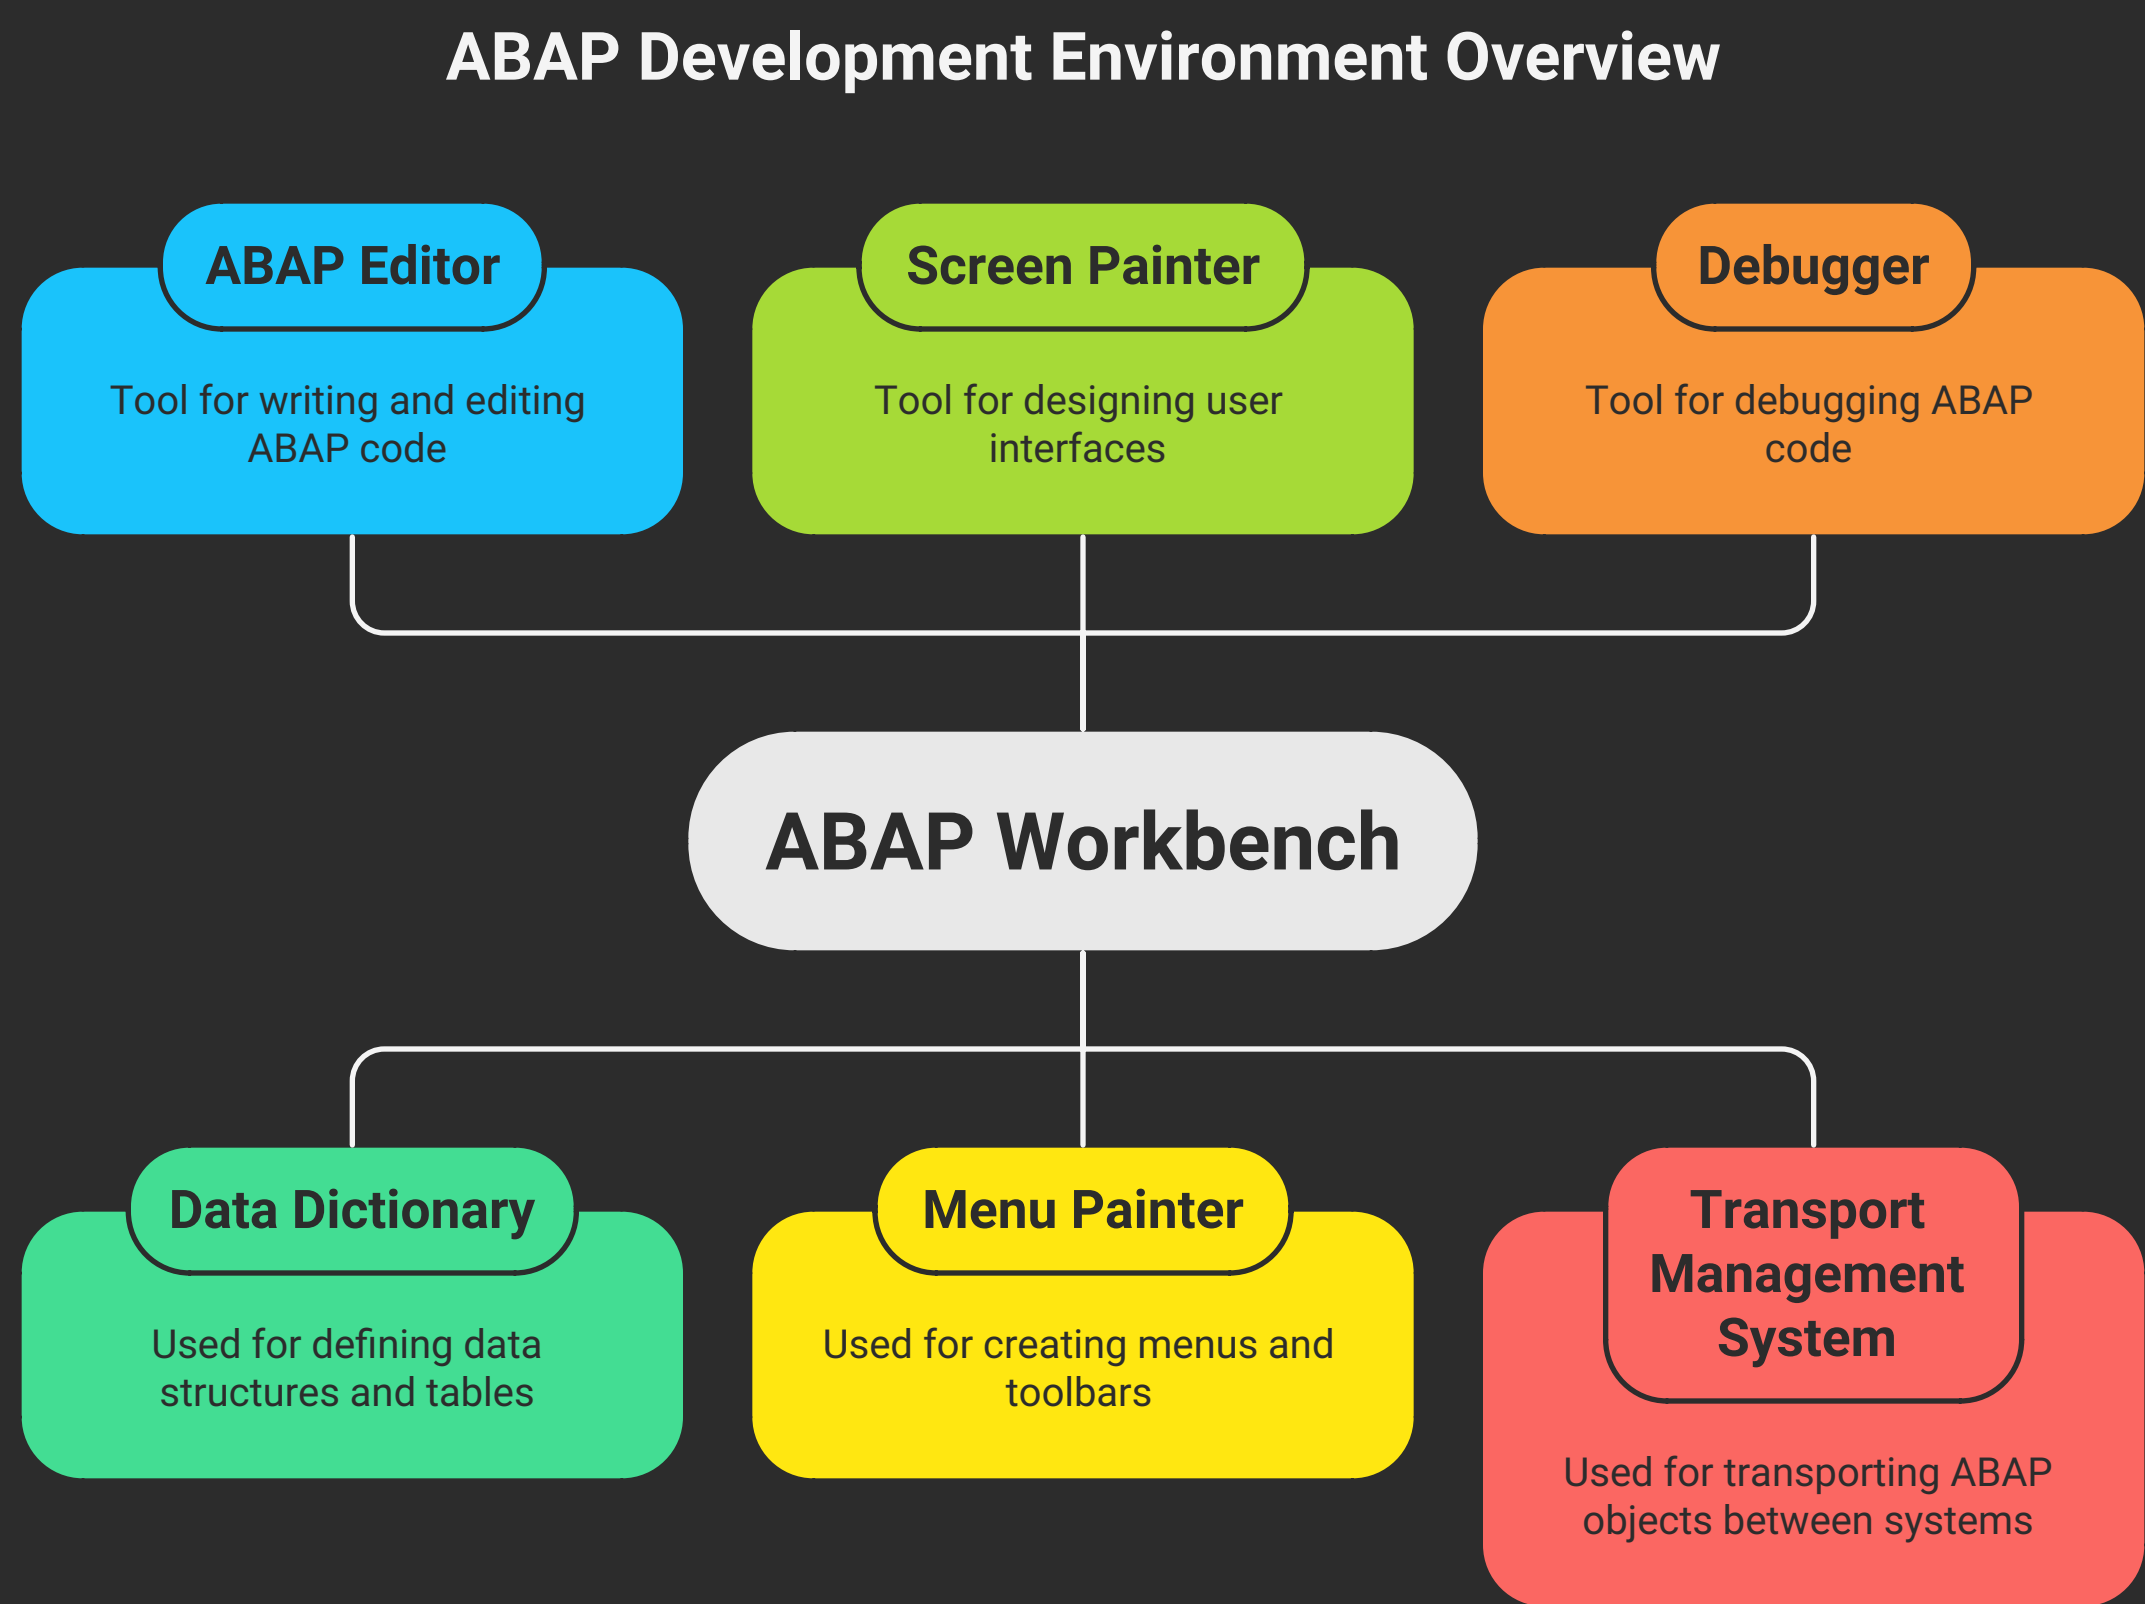 ABAP Development Environment Overview
ABAP Editor
Tool for writing and editing
ABAP code
Screen Painter
Tool for designing user
interfaces
Debugger
Tool for debugging ABAP
code
ABAP Workbench
Data Dictionary
Used for defining data
structures and tables
Menu Painter
Used for creating menus and
toolbars
Transport
Management
System
Used for transporting ABAP
objects between systems